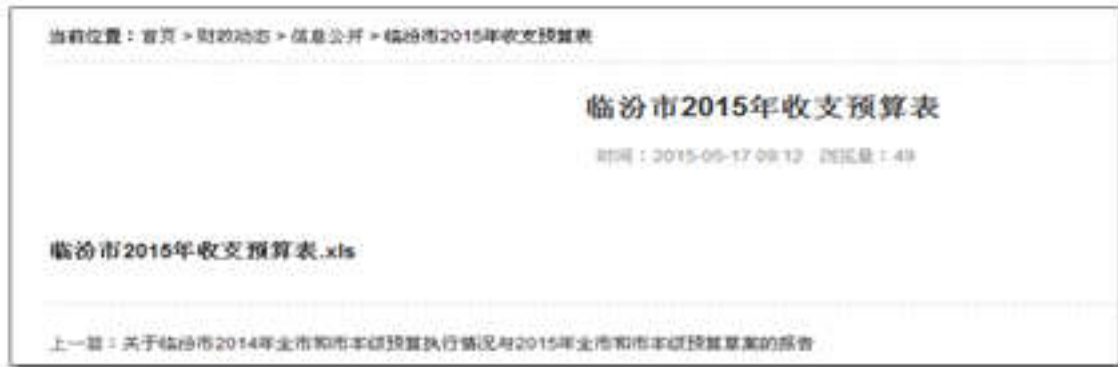 当前位置：首页 > 财政动态 > 信息公开 > 临汾市2015年收支预算表
临汾市2015年收支预算表
时间：2015-05-17 09:12 浏览量：49
临汾市2015年收支预算表.xls
上一篇：关于临汾市2014年全市和市本级预算执行情况与2015年全市和市本级预算草案的报告